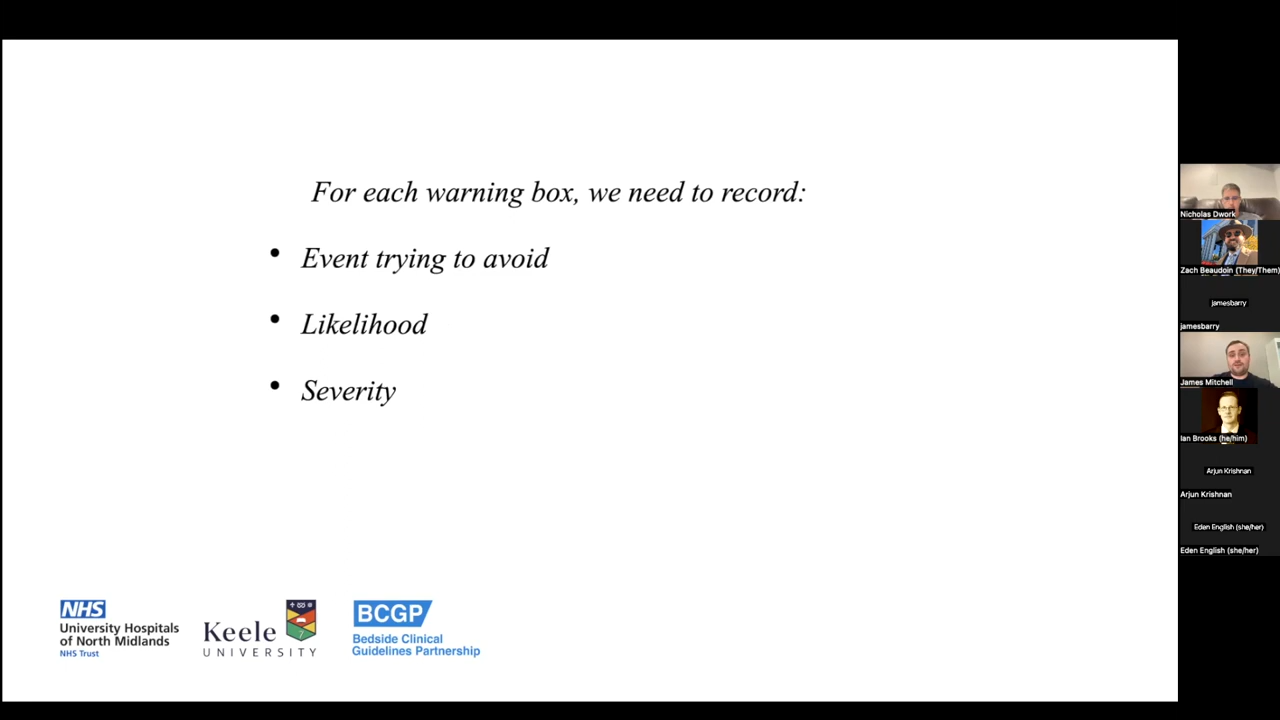 For each warning box, we need to record:
• Event trying to avoid
• Likelihood
• Severity
NHS
University Hospitals
of North Midlands
NHS Trust
Keele
UNIVERSITY
BCGP
Bedside Clinical
Guidelines Partnership
Nicholas Dwork
Zach Beaudoin (They/Them)
jamesbarry
jamesbarry
James Mitchell
Ian Brooks (he/him)
Arjun Krishnan
Arjun Krishnan
Eden English (she/her)
Eden English (she/her)